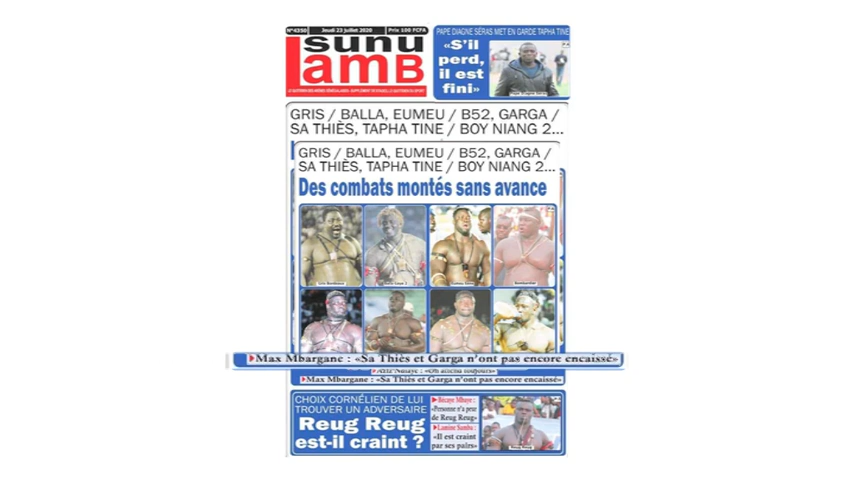 N°4350
Jeudi 23 juillet 2020
Prix 100 FCFA
sunu
Lamb
PAPE DIAGNE SÉRAS MET EN GARDE TAPHA TINE
«S'il
perd,
il est
fini»
GRIS / BALLA, EUMEU / B52, GARGA /
SA THIÈS, TAPHA TINE / BOY NIANG 2...
GRIS / BALLA, EUMEU / B52, GARGA /
SA THIÈS, TAPHA TINE / BOY NIANG 2...
Des combats montés sans avance
Max Mbargane : «Sa Thiès et Garga n'ont pas encore encaissé»
Max Mbargane : «Sa Thiès et Garga n'ont pas encore encaissé»
CHOIX CORNÉLIEN DE LUI
TROUVER UN ADVERSAIRE
Reug Reug
est-il craint ?
Bécaye Mbaye :
«Personne n'a peur
de Reug Reug»
Lamine Samba :
«Il est craint
par ses pairs»
Reug Reug